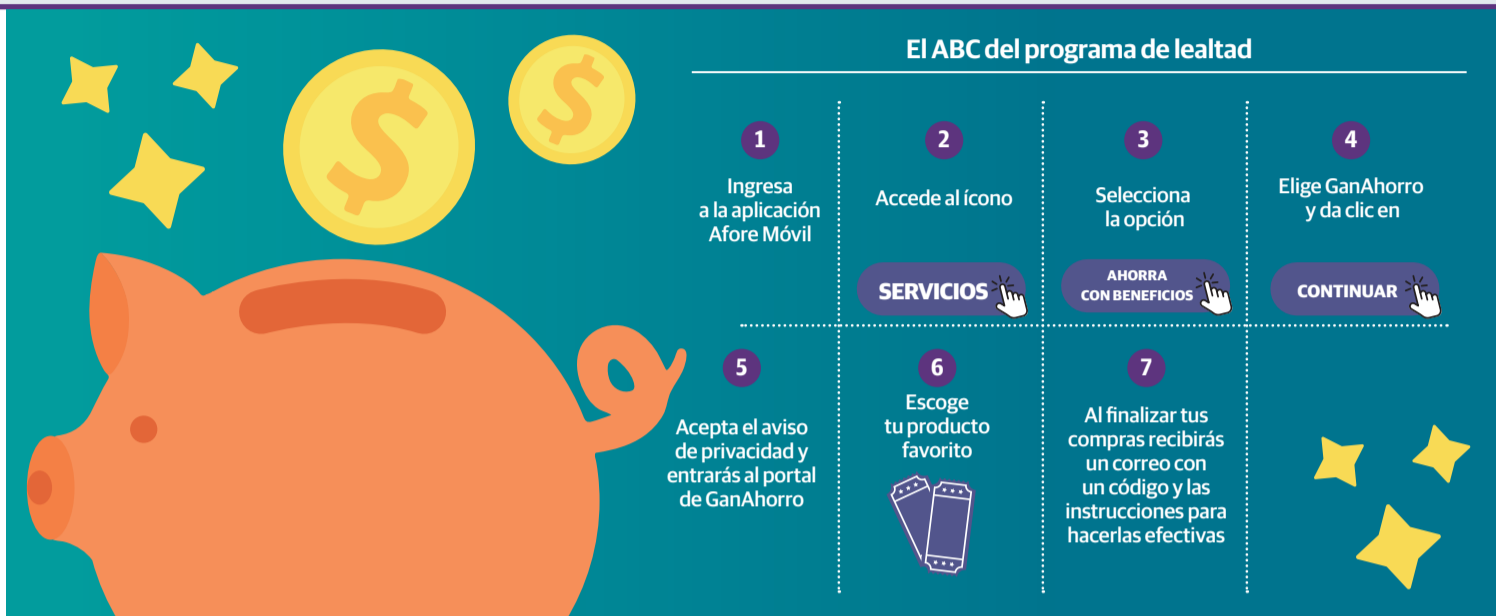 El ABC del programa de lealtad
1
Ingresa
a la aplicación
Afore Móvil
2
Accede al ícono
SERVICIOS
3
Selecciona
la opción
AHORRA
CON BENEFICIOS
4
Elige GanAhorro
y da clic en
CONTINUAR
5
Acepta el aviso
de privacidad y
entrarás al portal
de GanAhorro
6
Escoge
tu producto
favorito
7
Al finalizar tus
compras recibirás
un correo con
un código y las
instrucciones para
hacerlas efectivas